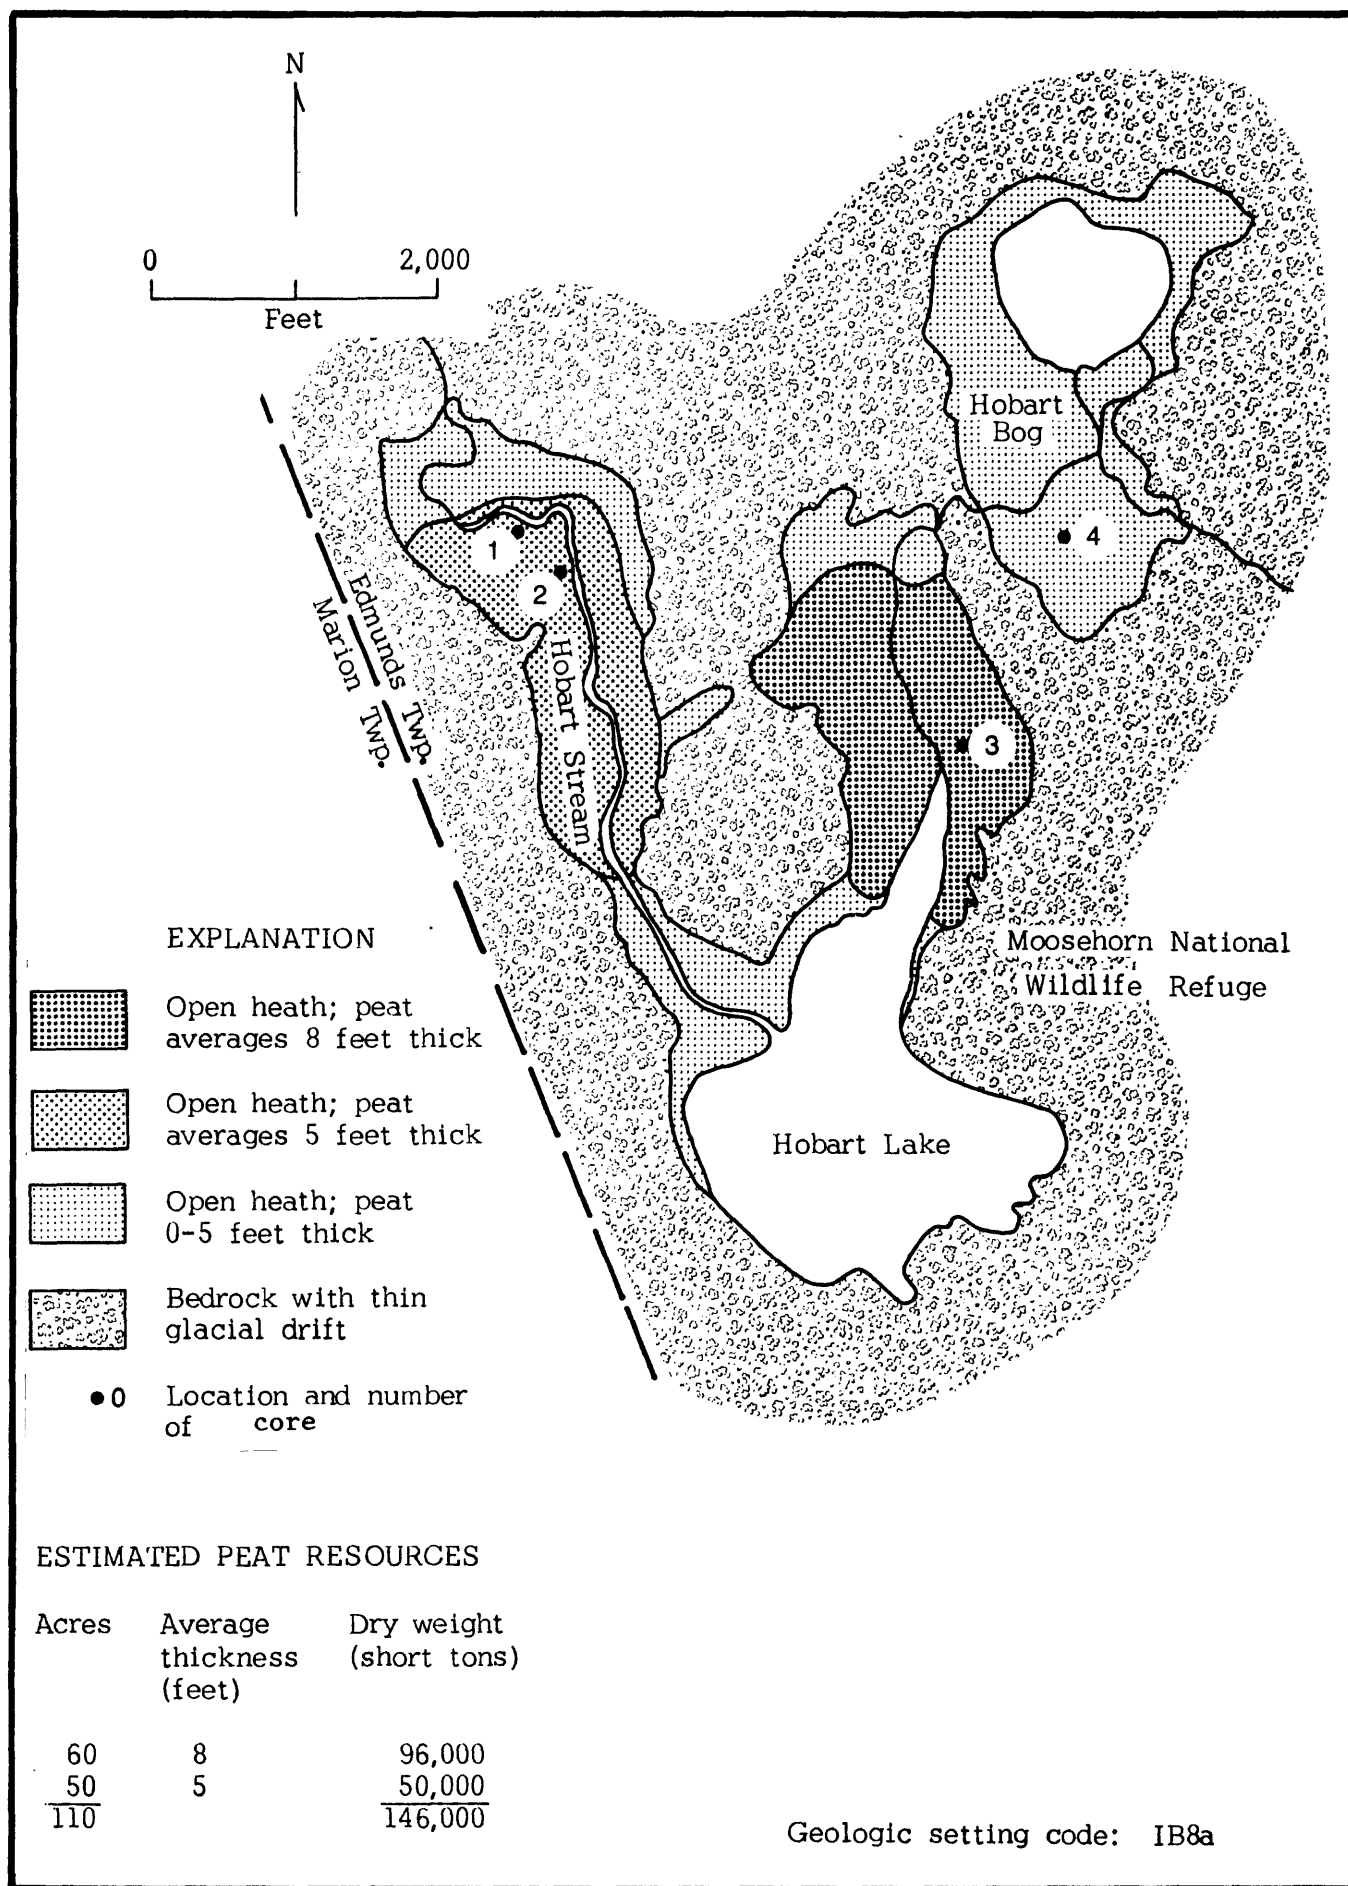 N
0 2,000
Feet
Hobart
Bog
1
2
3
4
Edmunds Twp.
Marion Twp.
Hobart Stream
EXPLANATION
Open heath; peat
averages 8 feet thick
Open heath; peat
averages 5 feet thick
Open heath; peat
0-5 feet thick
Bedrock with thin
glacial drift
0 Location and number
of core
Moosehorn National
Wildlife Refuge
Hobart Lake
ESTIMATED PEAT RESOURCES
Acres Average Dry weight
thickness (short tons)
(feet)
60 8 96,000
50 5 50,000
110 146,000
Geologic setting code: IB8a